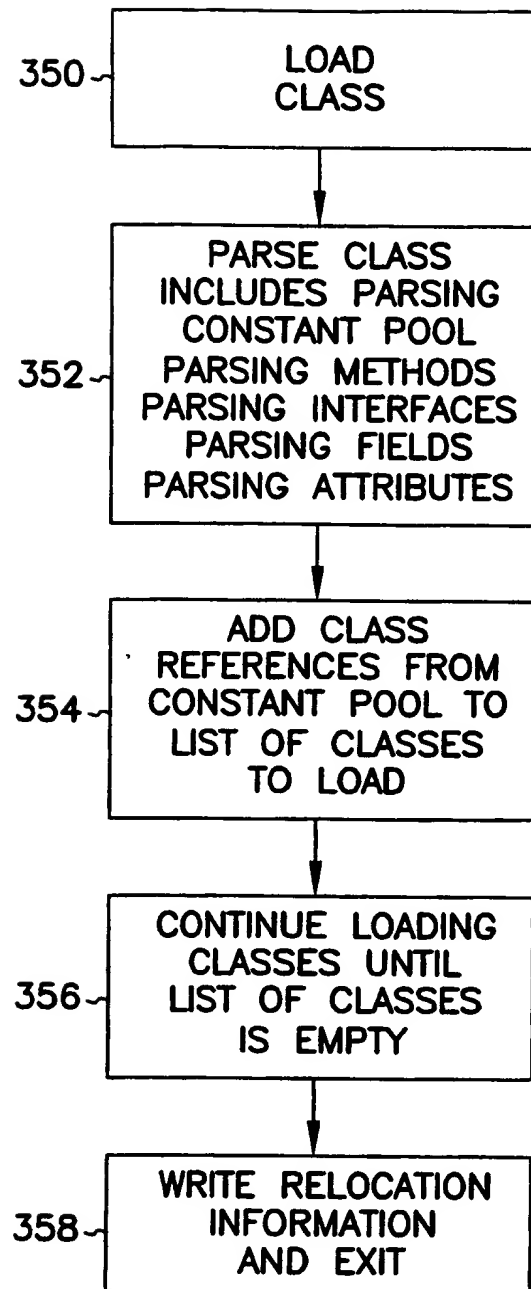 350
LOAD
CLASS
352
PARSE CLASS
INCLUDES PARSING
CONSTANT POOL
PARSING METHODS
PARSING INTERFACES
PARSING FIELDS
PARSING ATTRIBUTES
354
ADD CLASS
REFERENCES FROM
CONSTANT POOL TO
LIST OF CLASSES
TO LOAD
356
CONTINUE LOADING
CLASSES UNTIL
LIST OF CLASSES
IS EMPTY
358
WRITE RELOCATION
INFORMATION
AND EXIT